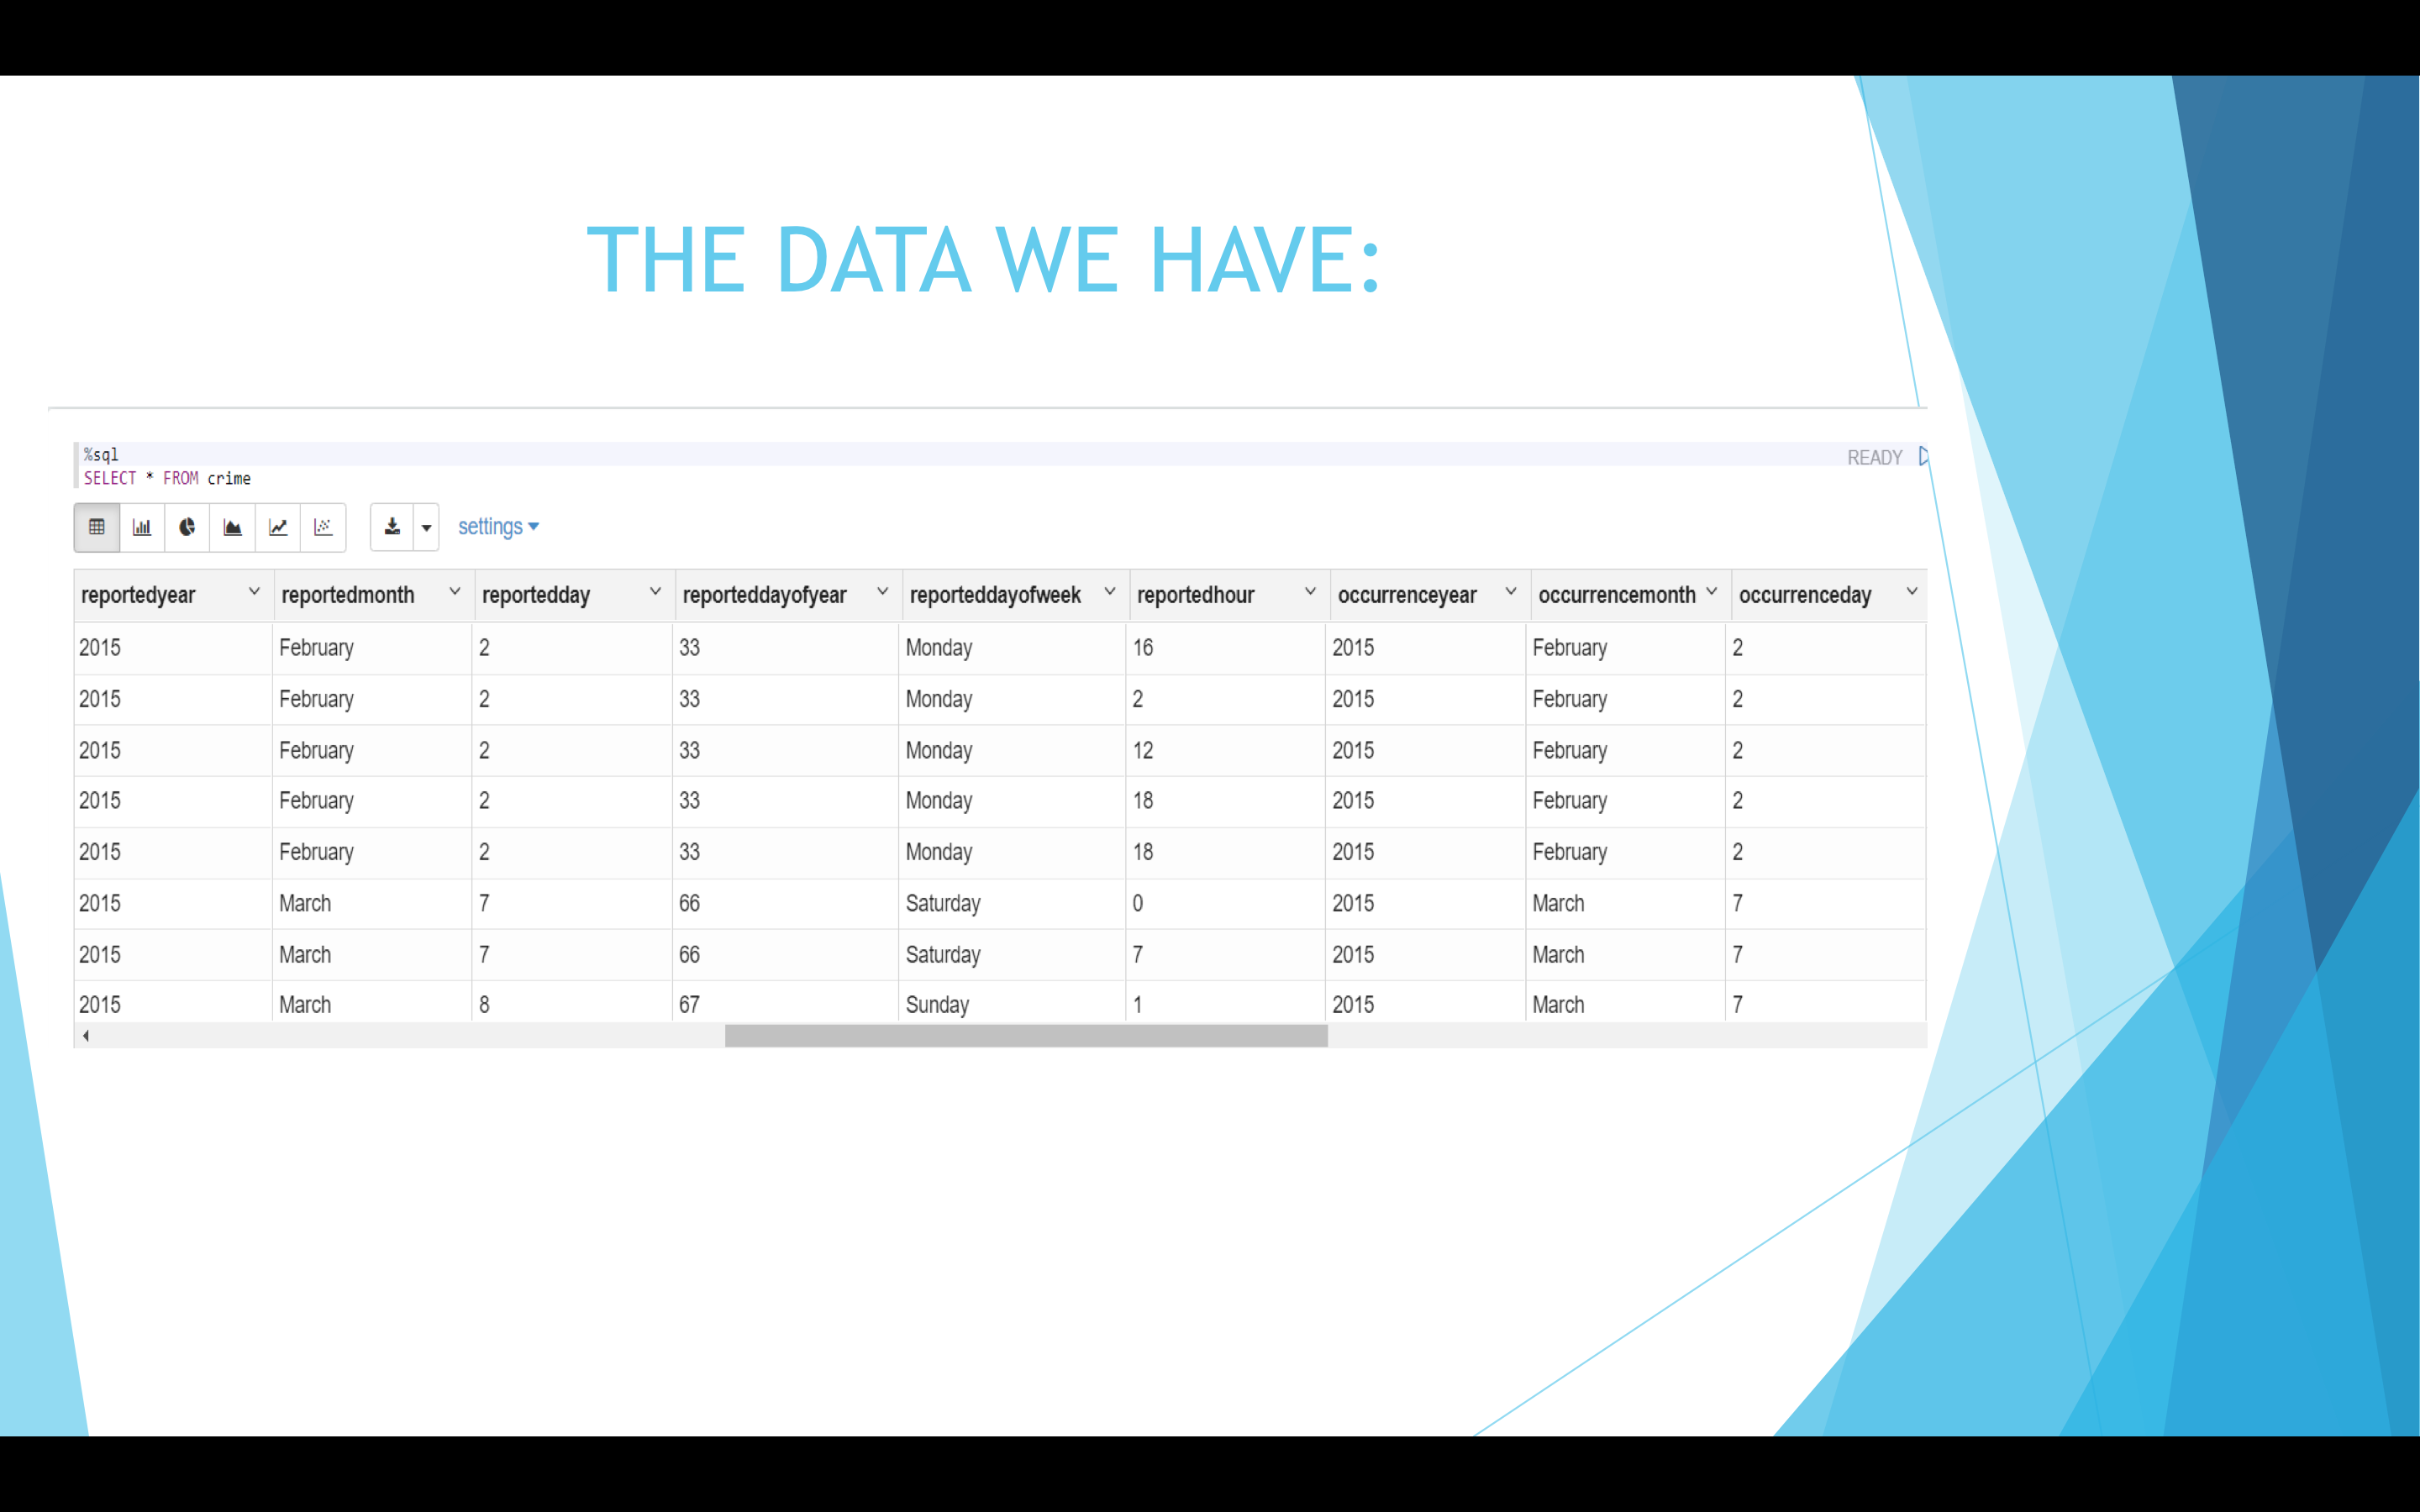 THE DATA WE HAVE:
%sql
READY
SELECT * FROM crime
settings
reportedyear reportedmonth reportedday reporteddayofyear reporteddayofweek reportedhour occurrenceyear occurrencemonth occurrenceday
2015 February 2 33 Monday 16 2015 February 2
2015 February 2 33 Monday 2 2015 February 2
2015 February 2 33 Monday 12 2015 February 2
2015 February 2 33 Monday 18 2015 February 2
2015 February 2 33 Monday 18 2015 February 2
2015 March 7 66 Saturday 0 2015 March 7
2015 March 7 66 Saturday 7 2015 March 7
2015 March 8 67 Sunday 1 2015 March 7